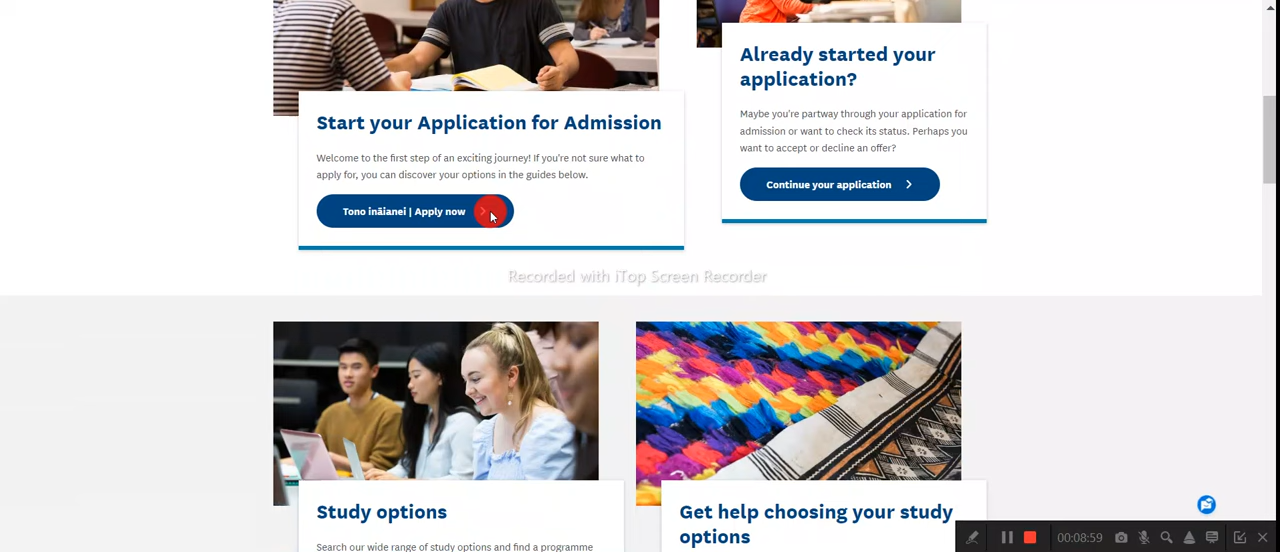 Start your Application for Admission
Welcome to the first step of an exciting journey! If you're not sure what to
apply for, you can discover your options in the guides below.
Tono ināianei | Apply now
Already started your
application?
Maybe you're partway through your application for
admission or want to check its status. Perhaps you
want to accept or decline an offer?
Continue your application
Recorded with iTop Screen Recorder
Study options
Search our wide range of study options and find a programme
Get help choosing your study
options
00:08:59